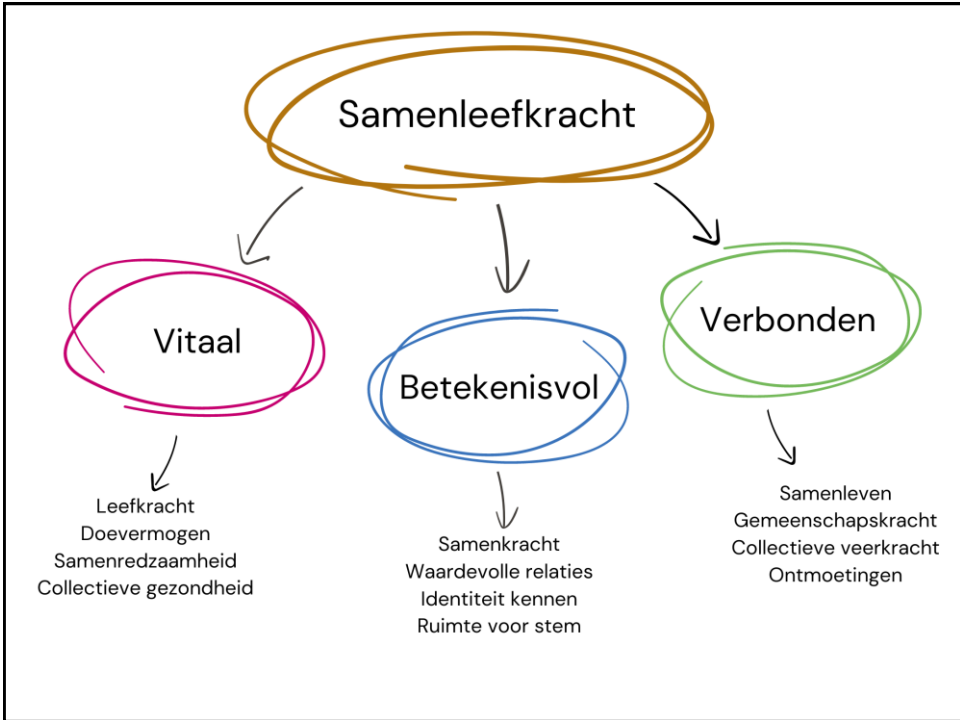 Samenleefkracht
Vitaal
Leefkracht
Doevermogen
Samenredzaamheid
Collectieve gezondheid
Betekenisvol
Samenkracht
Waardevolle relaties
Identiteit kennen
Ruimte voor stem
Verbonden
Samenleven
Gemeenschapskracht
Collectieve veerkracht
Ontmoetingen